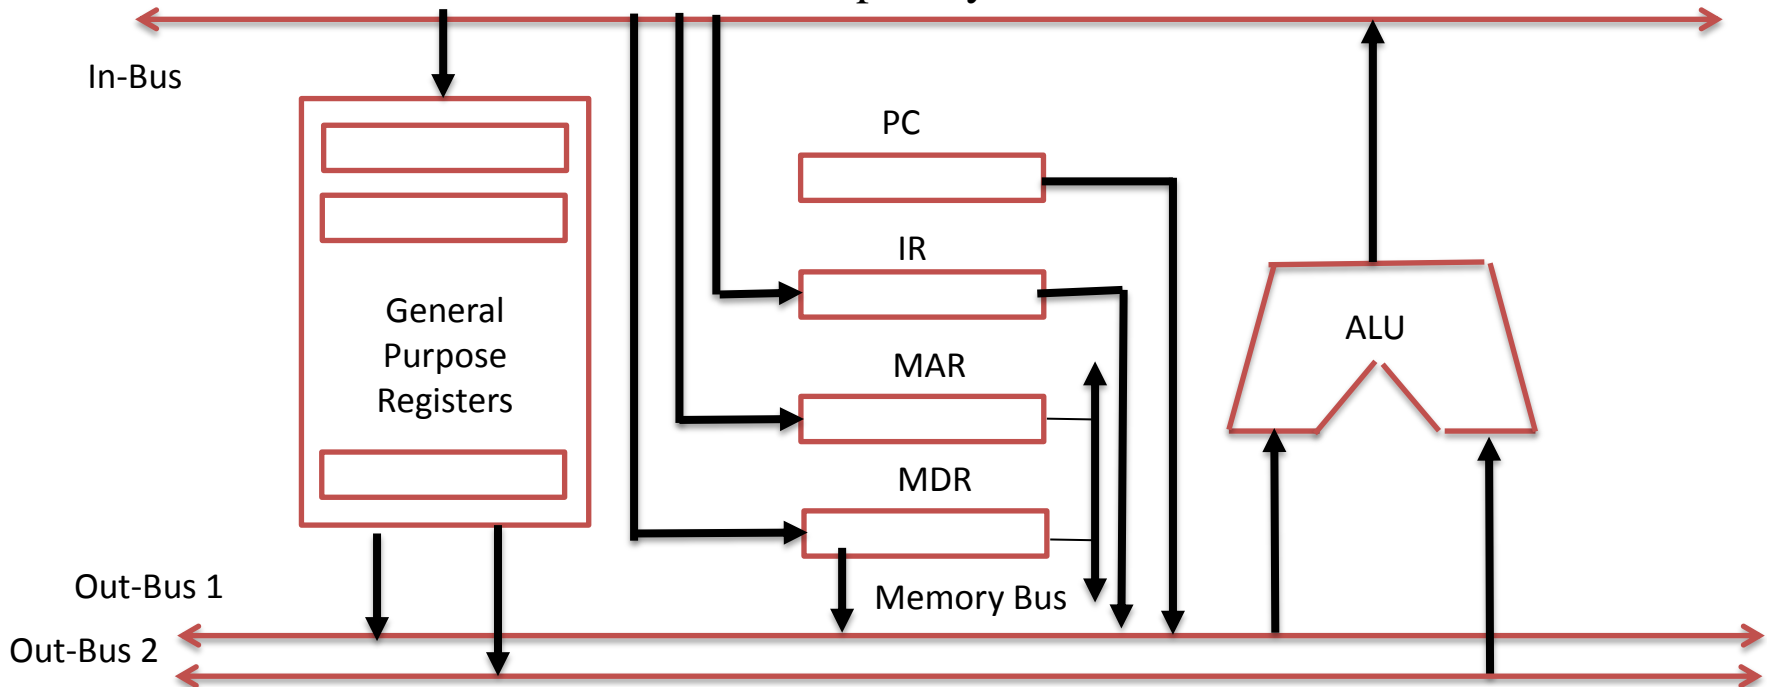 In-Bus
PC
IR
General
Purpose
Registers
ALU
MAR
MDR
Out-Bus 1
Memory Bus
Out-Bus 2